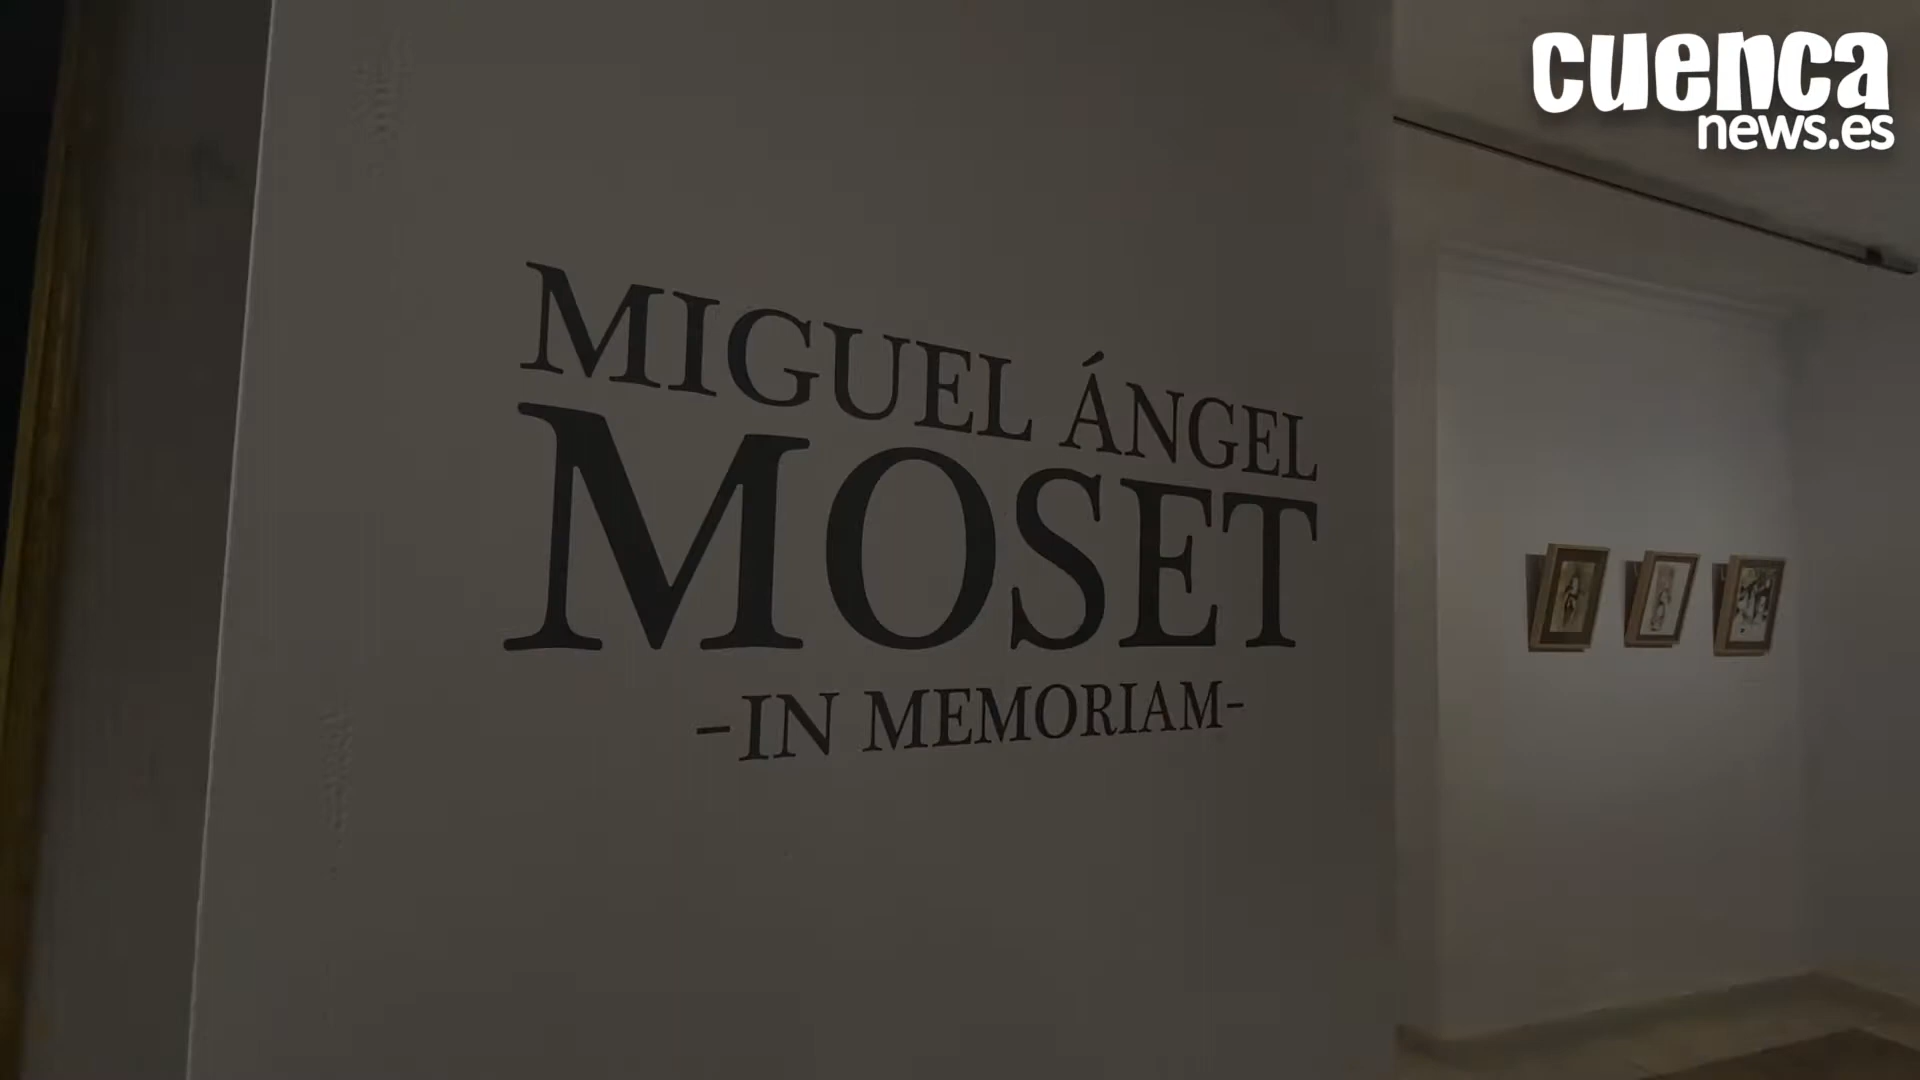 cuenca
news.es
MIGUEL ÁNGEL
MOSET
-IN MEMORIAM-